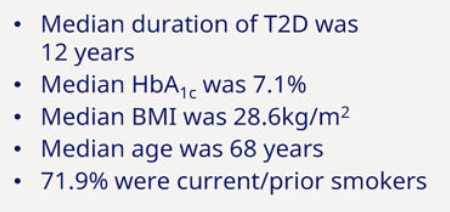 • Median duration of T2D was
12 years
• Median HbA1c was 7.1%
• Median BMI was 28.6kg/m²
• Median age was 68 years
• 71.9% were current/prior smokers